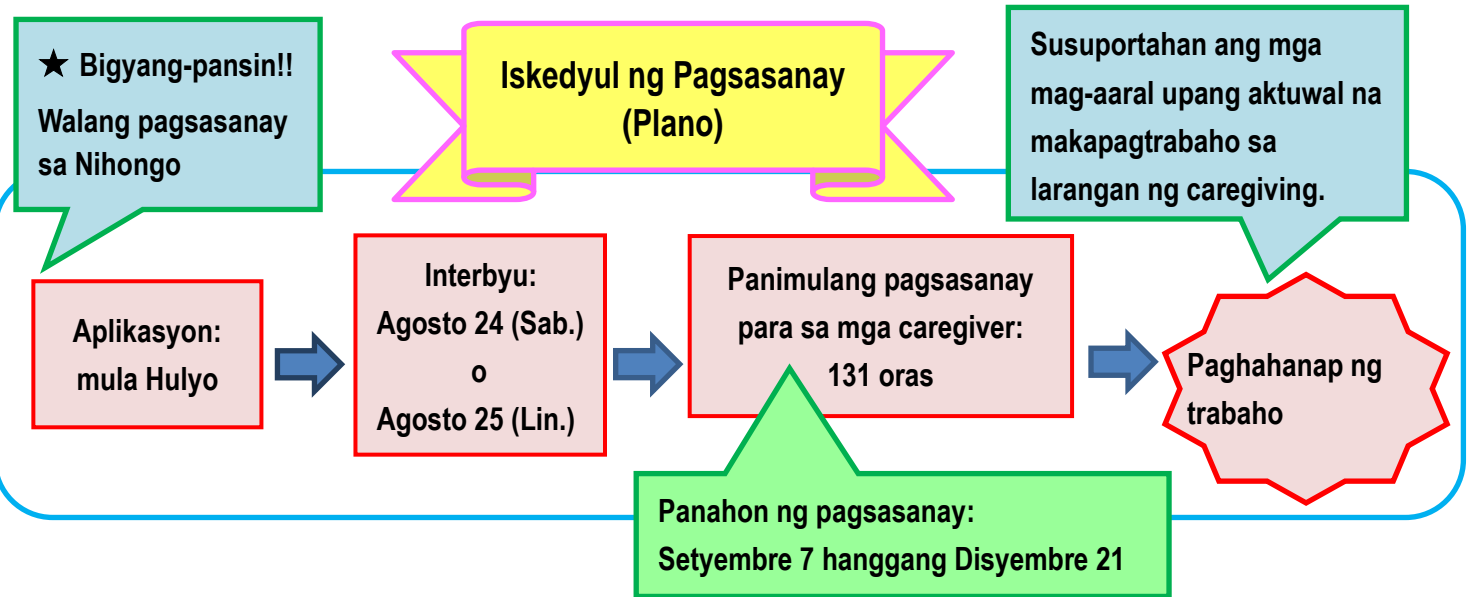 ★ Bigyang-pansin!!
Walang pagsasanay
sa Nihongo
Iskedyul ng Pagsasanay
(Plano)
Susuportahan ang mga
mag-aaral upang aktuwal na
makapagtrabaho sa
larangan ng caregiving.
Aplikasyon:
mula Hulyo
Interbyu:
Agosto 24 (Sab.)
o
Agosto 25 (Lin.)
Panimulang pagsasanay
para sa mga caregiver:
131 oras
Paghahanap ng
trabaho
Panahon ng pagsasanay:
Setyembre 7 hanggang Disyembre 21